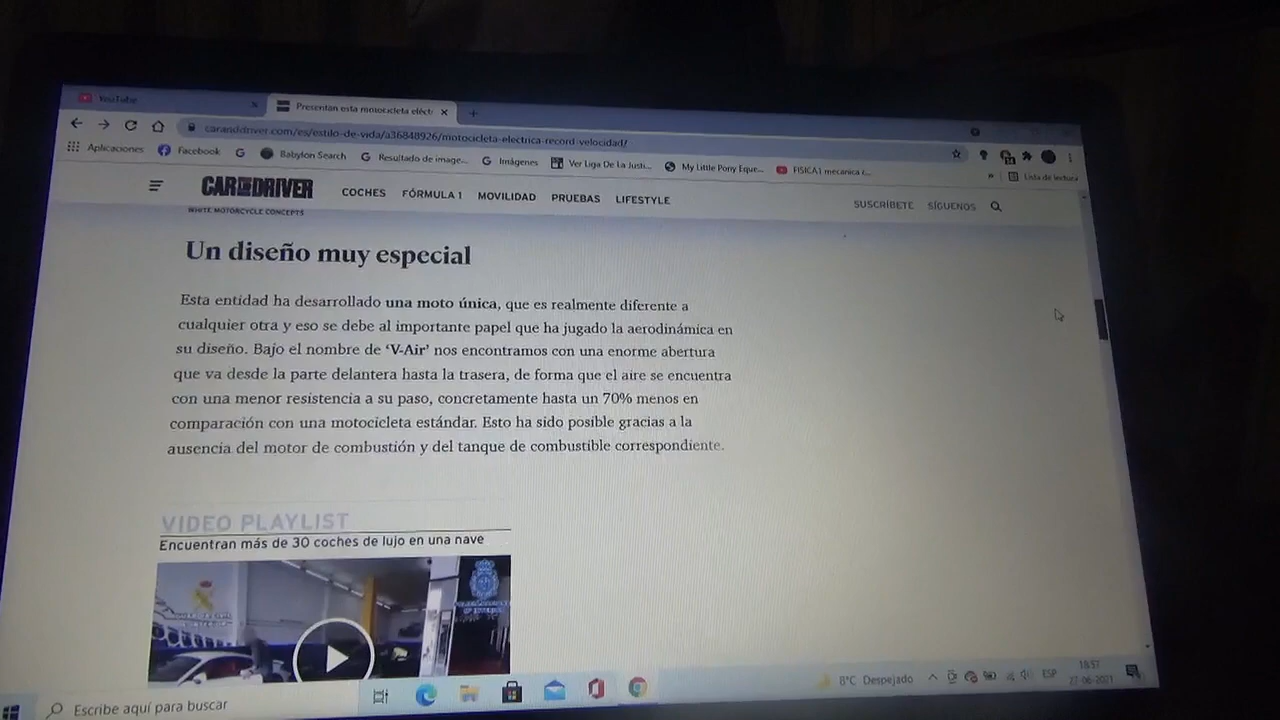 YouTube
Presentan esta motocicleta eléctr
carandriver.com/es/estilo-de-vida/a36848926/motocicleta-electrica-record-velocidad/
Aplicaciones Facebook Babylon Search Resultado de image... Imágenes Ver Liga De La Justi... My Little Pony Eque... FISICA I mecánica (...
» Lista de lectura
CAR AND DRIVER COCHES FÓRMULA 1 MOVILIDAD PRUEBAS LIFESTYLE SUSCRÍBETE SÍGUENOS
WHITE MOTORCYCLE CONCEPTS
Un diseño muy especial
Esta entidad ha desarrollado una moto única, que es realmente diferente a
cualquier otra y eso se debe al importante papel que ha jugado la aerodinámica en
su diseño. Bajo el nombre de ‘V-Air’ nos encontramos con una enorme abertura
que va desde la parte delantera hasta la trasera, de forma que el aire se encuentra
con una menor resistencia a su paso, concretamente hasta un 70% menos en
comparación con una motocicleta estándar. Esto ha sido posible gracias a la
ausencia del motor de combustión y del tanque de combustible correspondiente.
VIDEO PLAYLIST
Encuentran más de 30 coches de lujo en una nave
Escribe aquí para buscar
8°C Despejado
ESP
18:57
27-06-2021